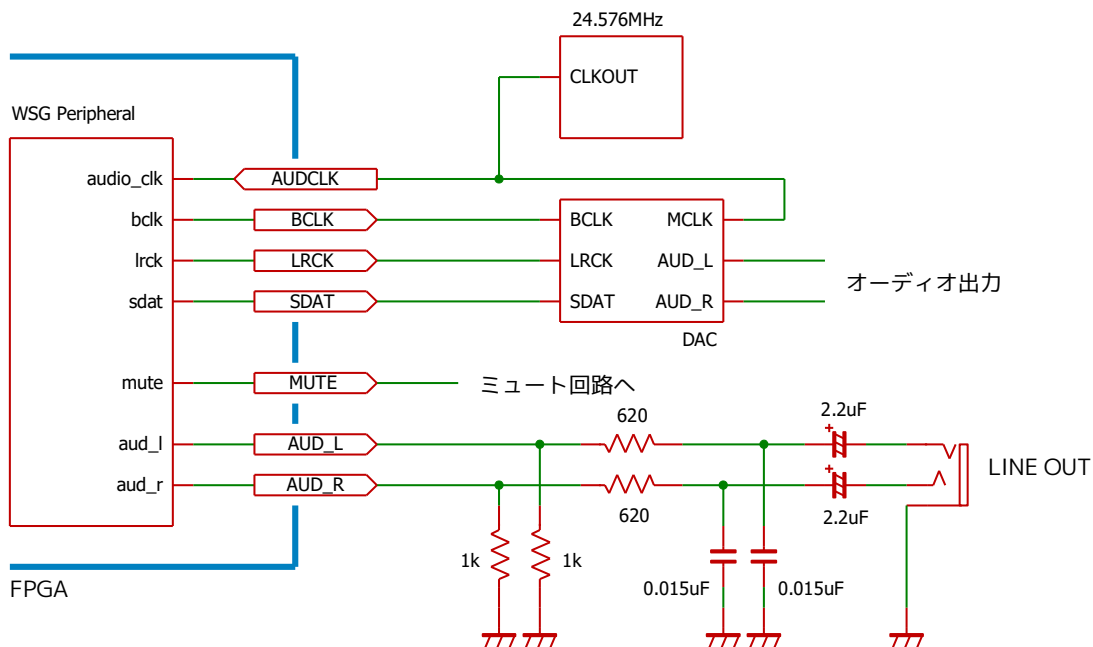 24.576MHz
CLKOUT
WSG Peripheral
audio_clk
AUDCLK
bclk
BCLK
BCLK
MCLK
lrck
LRCK
LRCK
AUD_L
sdat
SDAT
SDAT
AUD_R
オーディオ出力
DAC
mute
MUTE
ミュート回路へ
620
2.2uF
aud_l
AUD_L
LINE OUT
aud_r
AUD_R
620
2.2uF
1k
1k
0.015uF
0.015uF
FPGA